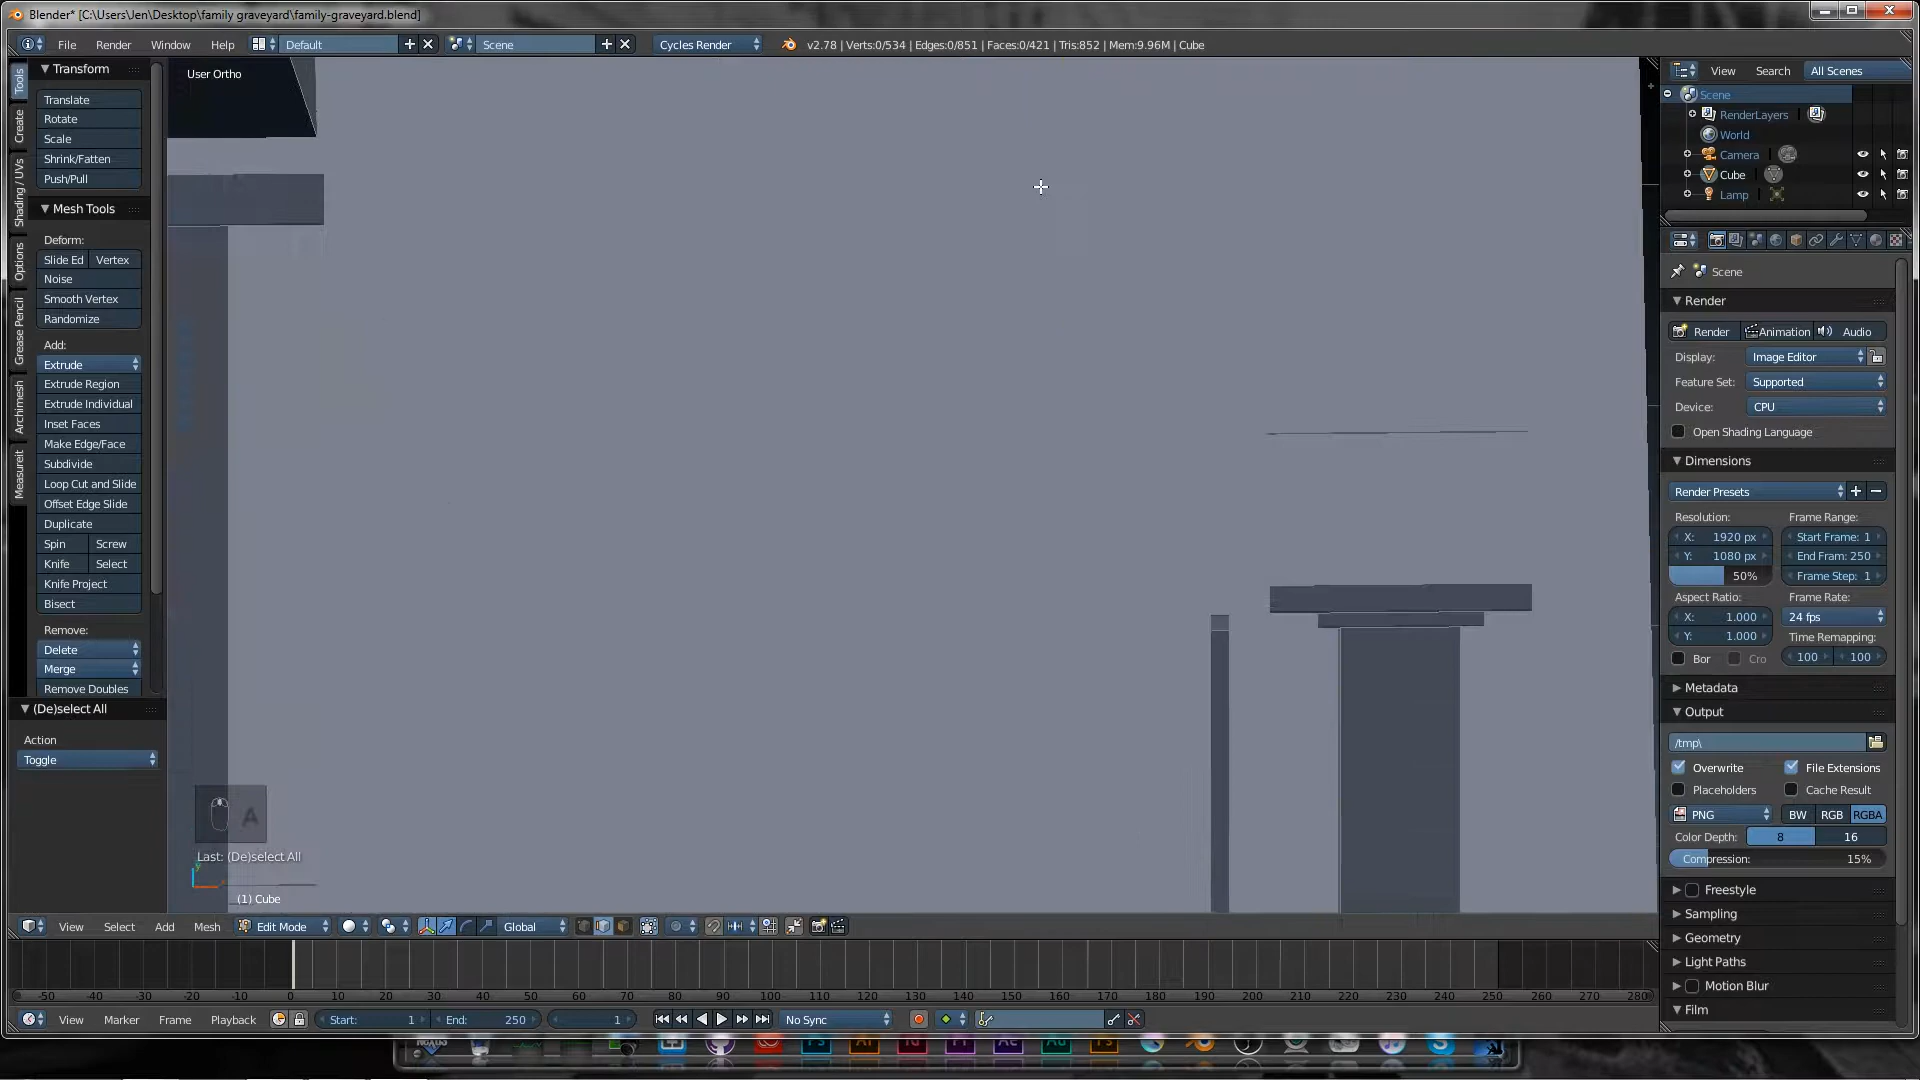 Blender* [C:\Users\Jen\Desktop\family graveyard\family-graveyard.blend]
File Render Window Help Default Scene Cycles Render v2.78 | Verts:0/534 | Edges:0/851 | Faces:0/421 | Tris:852 | Mem:9.96M | Cube
Tools
Create
Shading / UVs
Options
Grease Pencil
Archimesh
Measureit
Transform
Translate
Rotate
Scale
Shrink/Fatten
Push/Pull
Mesh Tools
Deform:
Slide Ed Vertex
Noise
Smooth Vertex
Randomize
Add:
Extrude
Extrude Region
Extrude Individual
Inset Faces
Make Edge/Face
Subdivide
Loop Cut and Slide
Offset Edge Slide
Duplicate
Spin Screw
Knife Select
Knife Project
Bisect
Remove:
Delete
Merge
Remove Doubles
(De)select All
Action
Toggle
User Ortho
A
Last: (De)select All
(1) Cube
View Select Add Mesh Edit Mode Global
-50 -40 -30 -20 -10 0 10 20 30 40 50 60 70 80 90 100 110 120 130 140 150 160 170 180 190 200 210 220 230 240 250 260 270 280
View Marker Frame Playback Start: 1 End: 250 1 No Sync
View Search All Scenes
Scene
RenderLayers
World
Camera
Cube
Lamp
Scene
Render
Render Animation Audio
Display: Image Editor
Feature Set: Supported
Device: CPU
Open Shading Language
Dimensions
Render Presets
Resolution: Frame Range:
X: 1920 px Start Frame: 1
Y: 1080 px End Fram: 250
50% Frame Step: 1
Aspect Ratio: Frame Rate:
X: 1.000 24 fps
Y: 1.000 Time Remapping:
Bor Cro 100 100
Metadata
Output
/tmp\
Overwrite File Extensions
Placeholders Cache Result
PNG BW RGB RGBA
Color Depth: 8 16
Compression: 15%
Freestyle
Sampling
Geometry
Light Paths
Motion Blur
Film